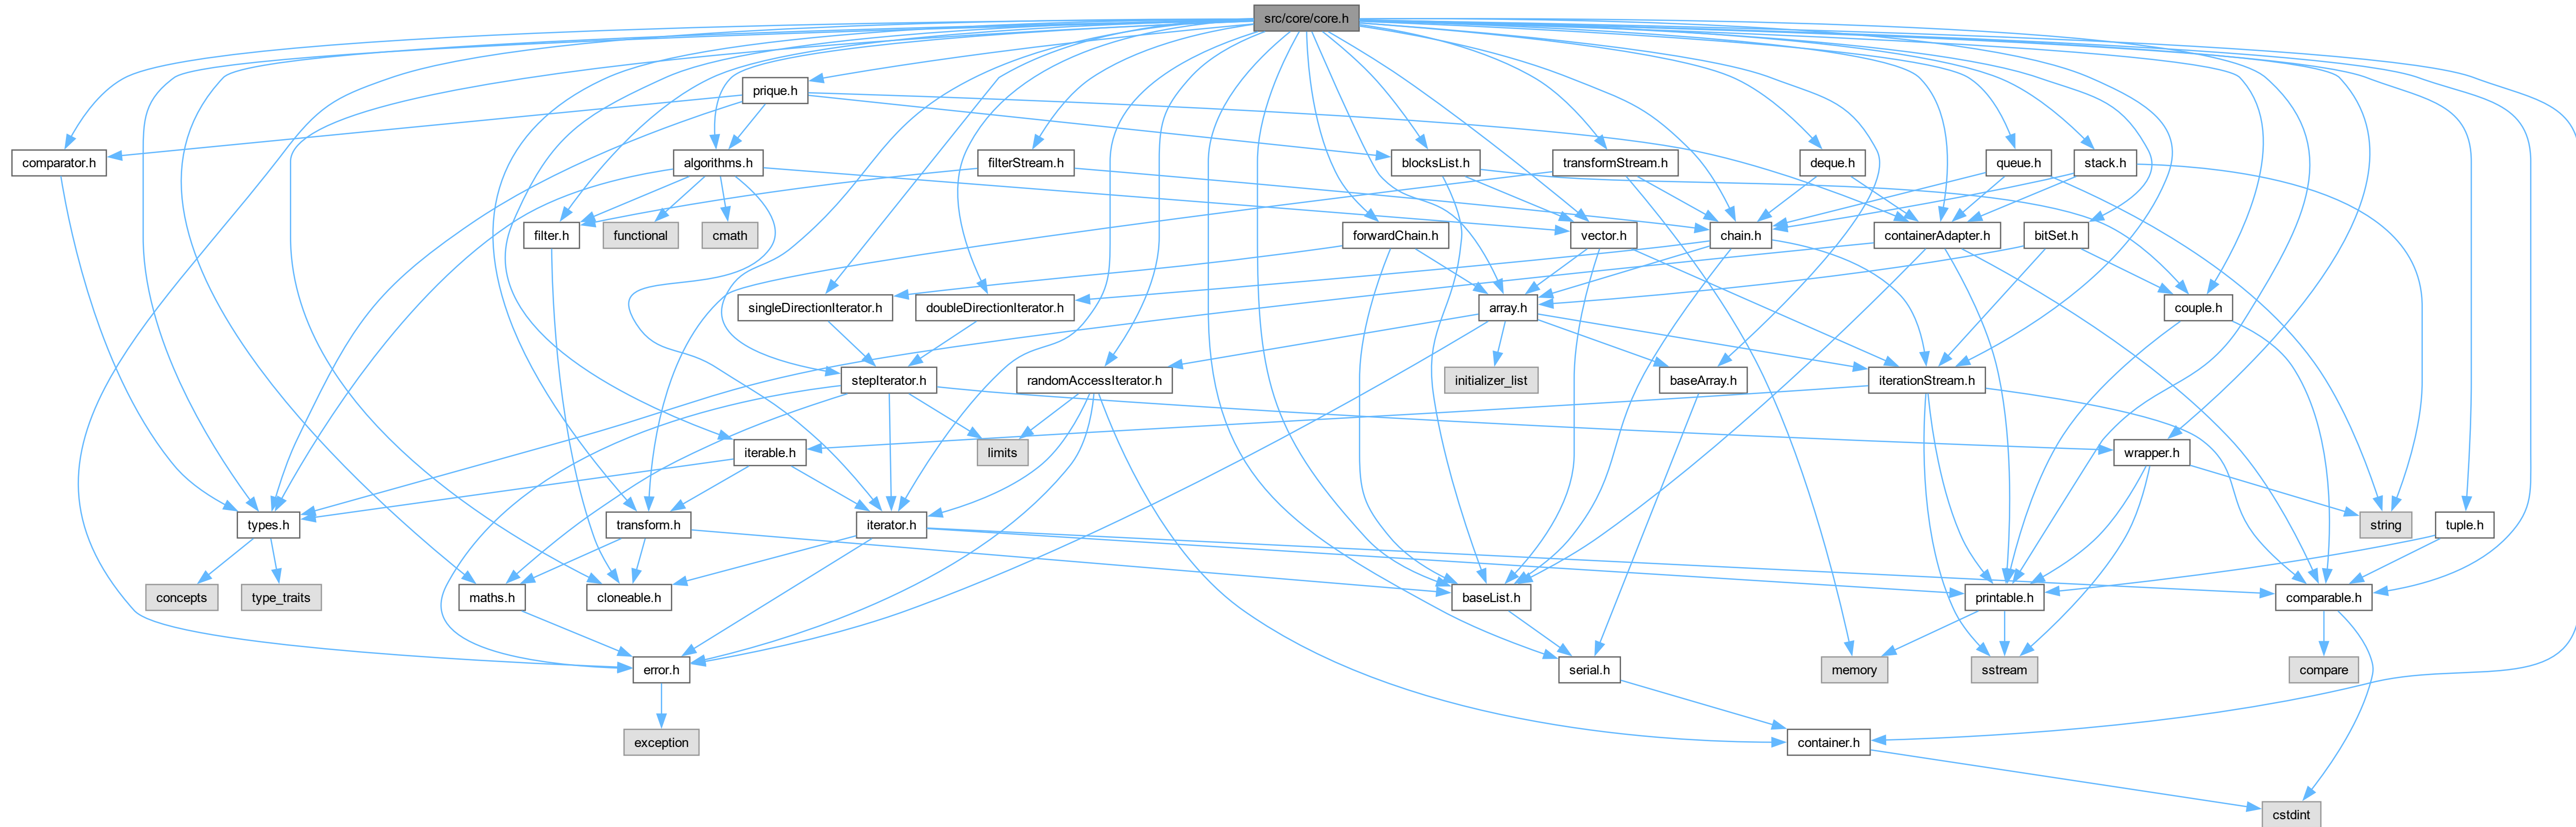 src/core/core.h
prique.h
comparator.h
algorithms.h
filterStream.h
blocksList.h
transformStream.h
deque.h
queue.h
stack.h
filter.h
functional
cmath
forwardChain.h
vector.h
chain.h
containerAdapter.h
bitSet.h
singleDirectionIterator.h
doubleDirectionIterator.h
array.h
couple.h
stepIterator.h
randomAccessIterator.h
initializer_list
baseArray.h
iterationStream.h
iterable.h
limits
wrapper.h
types.h
transform.h
iterator.h
string
tuple.h
concepts
type_traits
maths.h
cloneable.h
baseList.h
printable.h
comparable.h
error.h
serial.h
memory
sstream
compare
exception
container.h
cstdint